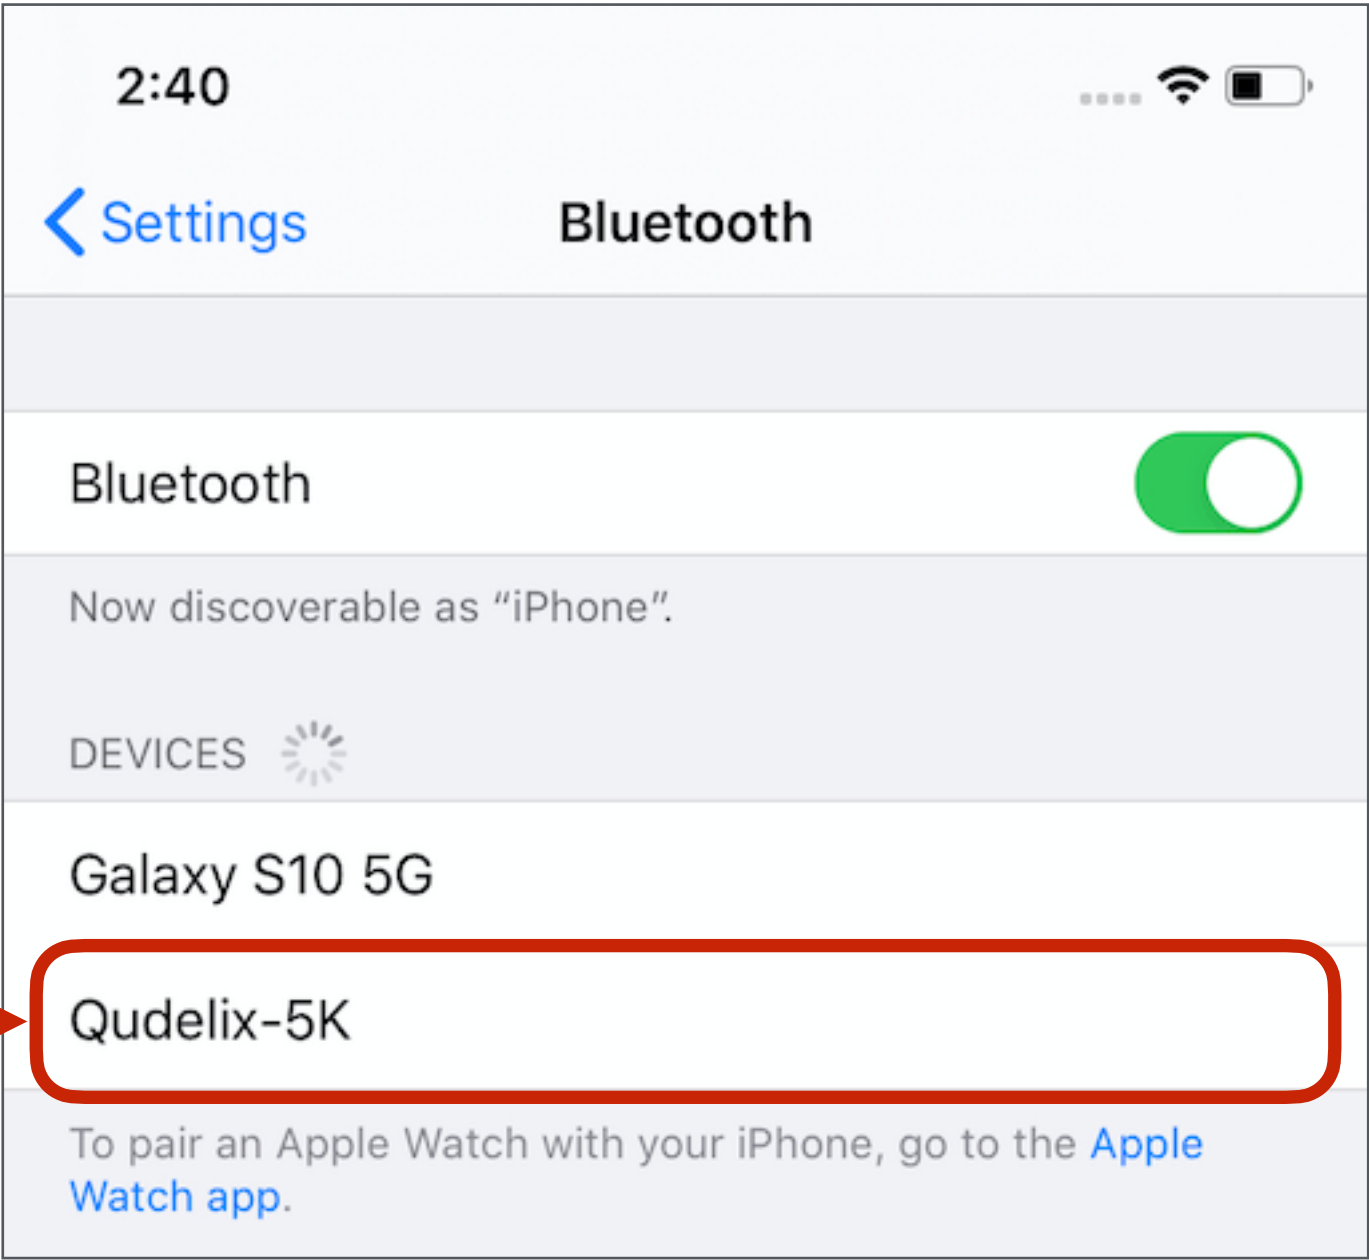 2:40
Settings
Bluetooth
Bluetooth
Now discoverable as “iPhone”.
DEVICES
Galaxy S10 5G
Qudelix-5K
To pair an Apple Watch with your iPhone, go to the Apple
Watch app.